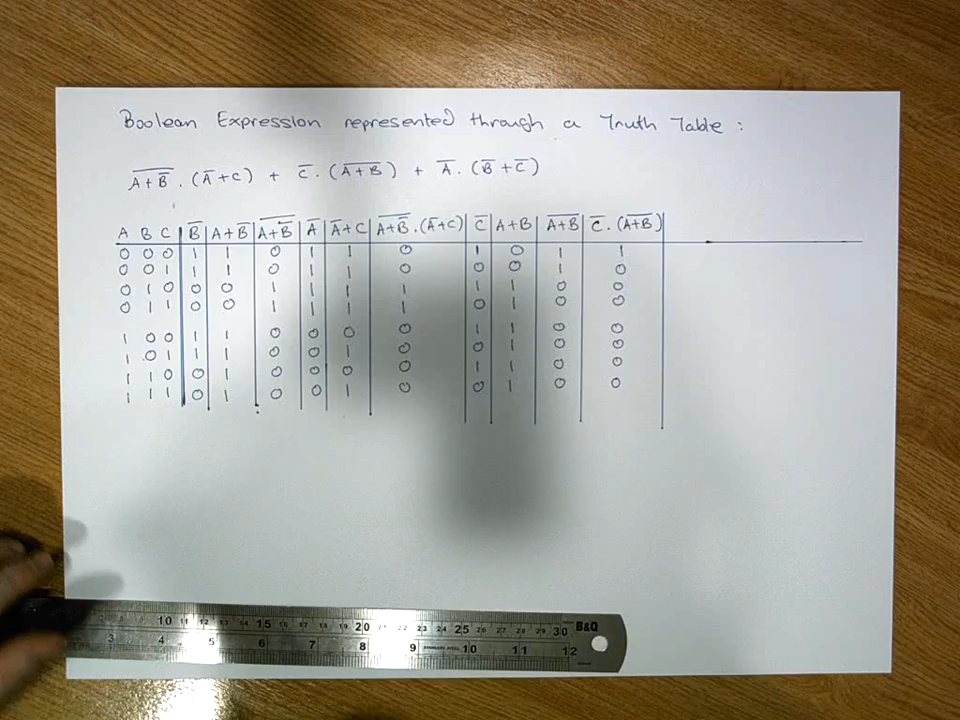 Boolean Expression represented through a Truth Table :
A̅+̅B̅̅ . (A̅+C) + C̅ . (A̅+̅B̅) + A̅ . (B̅+C̅)
A B C B̅ A+B̅ A̅+̅B̅̅ A̅ A̅+C A̅+̅B̅̅.(A̅+C) C̅ A+B A̅+̅B̅ C̅.(A̅+̅B̅)
0 0 0 1 1 0 1 1 0 1 0 1 1
0 0 1 1 1 0 1 1 0 0 0 1 0
0 1 0 0 0 1 1 1 1 1 1 0 0
0 1 1 0 0 1 1 1 1 0 1 0 0
1 0 0 1 1 0 0 0 0 1 1 0 0
1 0 1 1 1 0 0 1 0 0 1 0 0
1 1 0 0 1 0 0 0 0 1 1 0 0
1 1 1 0 1 0 0 1 0 0 1 0 0
10 11 12 13 14 15 16 17 18 19 20 21 22 23 24 25 26 27 28 29 30 B&Q
3 4 5 6 7 8 9 STAINLESS STEEL 10 11 12